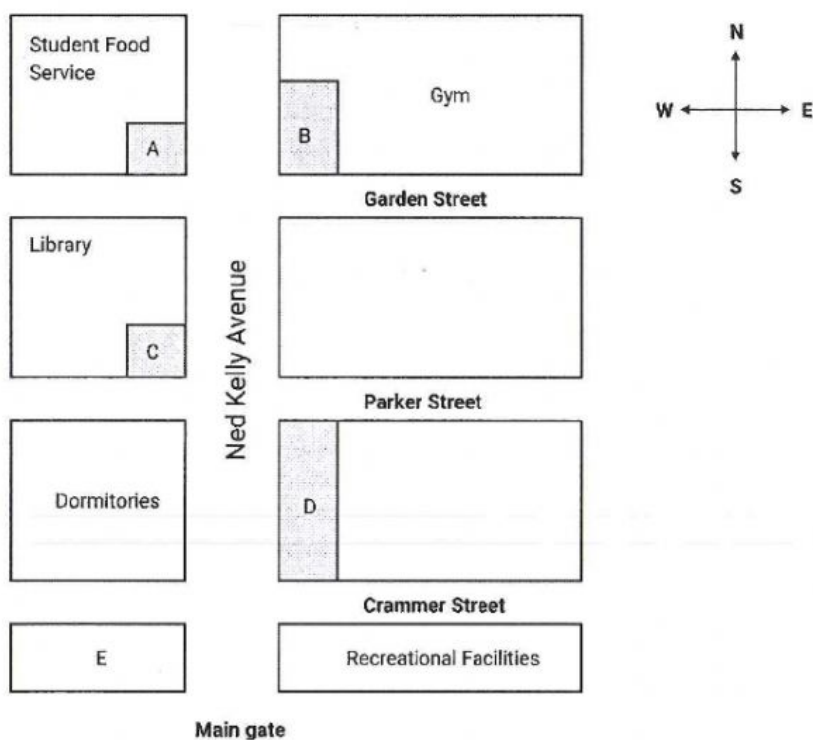 Student Food
Service
A
B
Gym
N
W
E
S
Garden Street
Library
C
Ned Kelly Avenue
Parker Street
Dormitories
D
Crammer Street
E
Recreational Facilities
Main gate